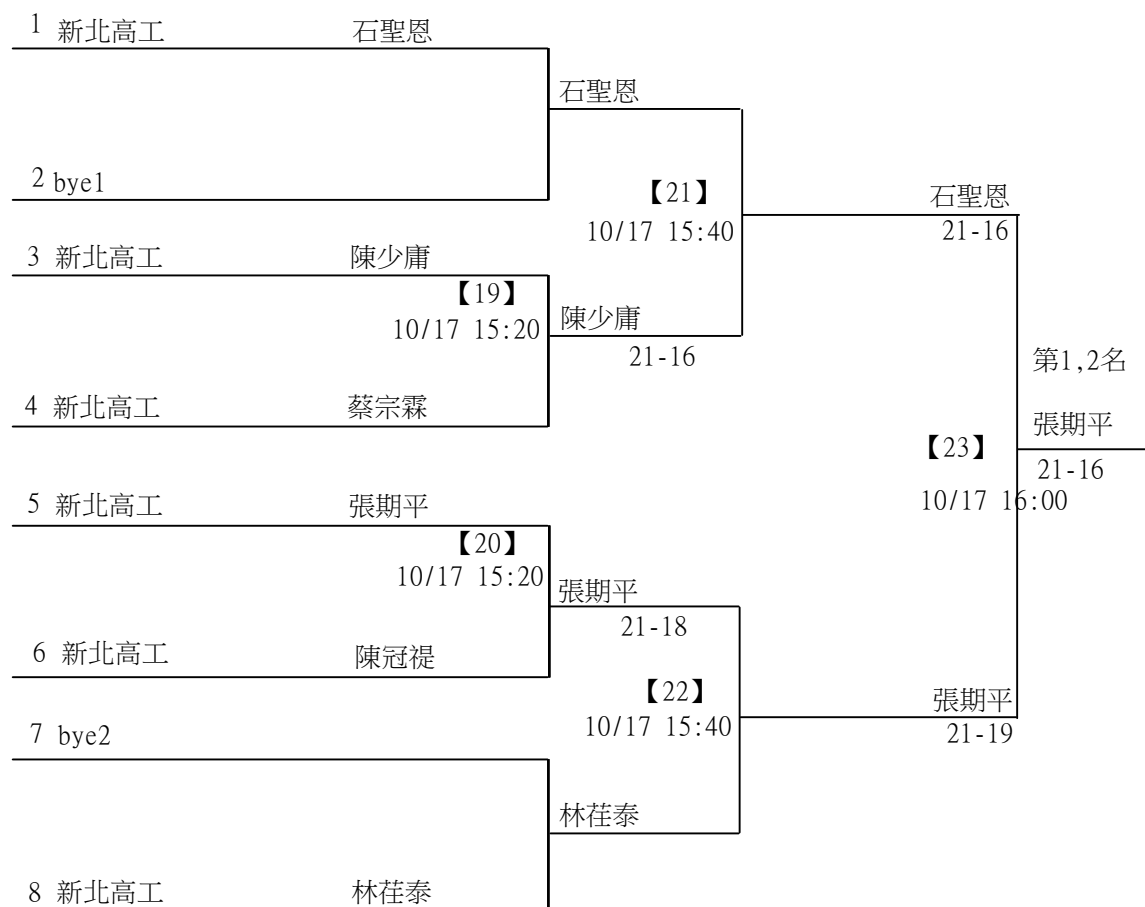 1 新北高工 石聖恩
石聖恩
2 bye1
【21】
10/17 15:40
石聖恩
21-16
3 新北高工 陳少庸
【19】
10/17 15:20
陳少庸
21-16
4 新北高工 蔡宗霖
第1,2名
張期平
21-16
【23】
10/17 16:00
5 新北高工 張期平
【20】
10/17 15:20
張期平
21-18
6 新北高工 陳冠禔
【22】
10/17 15:40
張期平
21-19
7 bye2
林荏泰
8 新北高工 林荏泰